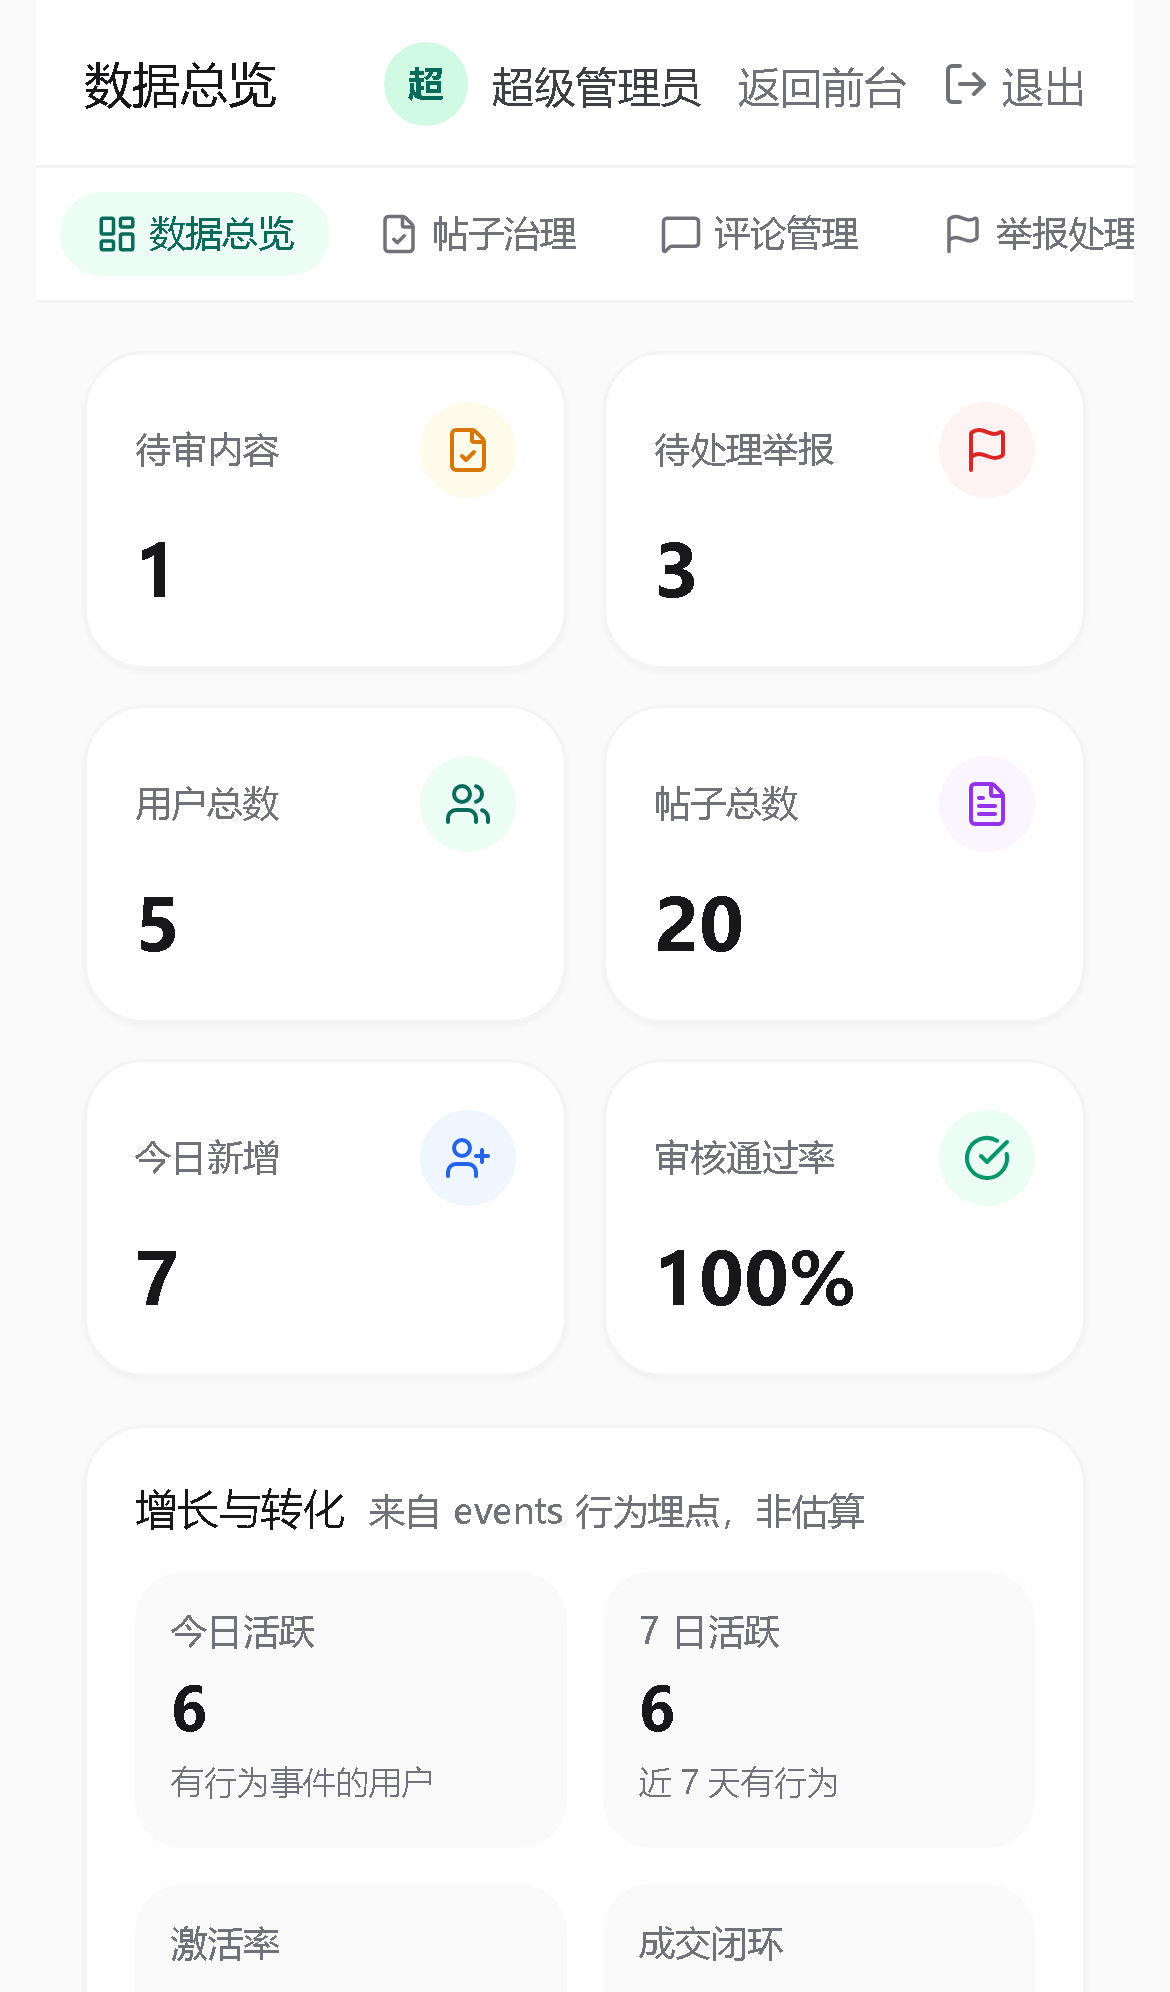 数据总览 超 超级管理员 返回前台 退出
数据总览 帖子治理 评论管理 举报处理
待审内容
1
待处理举报
3
用户总数
5
帖子总数
20
今日新增
7
审核通过率
100%
增长与转化 来自 events 行为埋点，非估算
今日活跃
6
有行为事件的用户
7 日活跃
6
近 7 天有行为
激活率
成交闭环